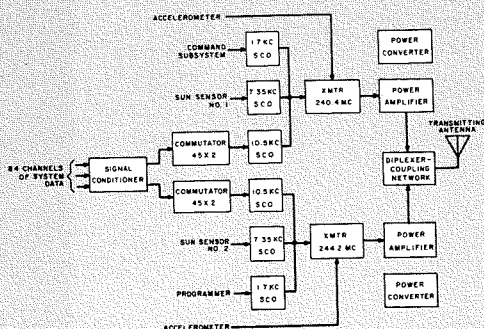 ACCELEROMETER
COMMAND
SUBSYSTEM
1.7 KC
SCO
POWER
CONVERTER
SUN SENSOR
NO. 1
7.35 KC
SCO
XMTR
240.4 MC
POWER
AMPLIFIER
TRANSMITTING
ANTENNA
84 CHANNELS
OF SYSTEM
DATA
SIGNAL
CONDITIONER
COMMUTATOR
45 X 2
10.5 KC
SCO
DIPLEXER-
COUPLING
NETWORK
COMMUTATOR
45 X 2
10.5 KC
SCO
SUN SENSOR
NO. 2
7.35 KC
SCO
XMTR
244.2 MC
POWER
AMPLIFIER
PROGRAMMER
1.7 KC
SCO
POWER
CONVERTER
ACCELEROMETER